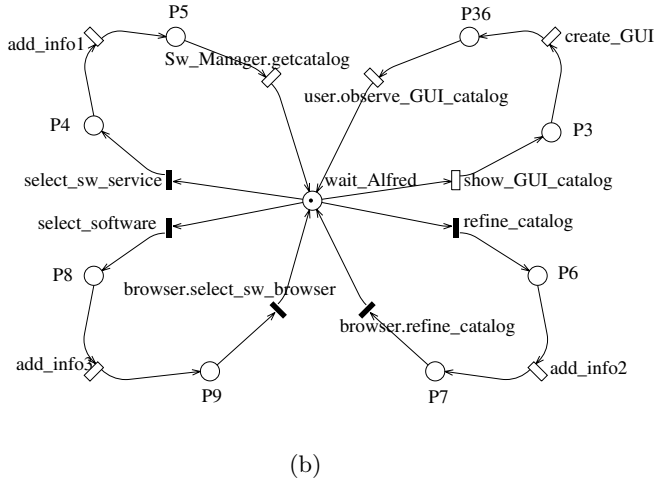 P5
P36
add_info1
create_GUI
Sw_Manager.getcatalog
user.observe_GUI_catalog
P4
P3
select_sw_service
wait_Alfred
show_GUI_catalog
select_software
refine_catalog
P8
P6
browser.select_sw_browser
browser.refine_catalog
add_info3
add_info2
P9
P7
(b)